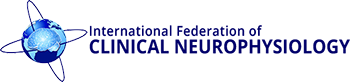 International Federation of
CLINICAL NEUROPHYSIOLOGY